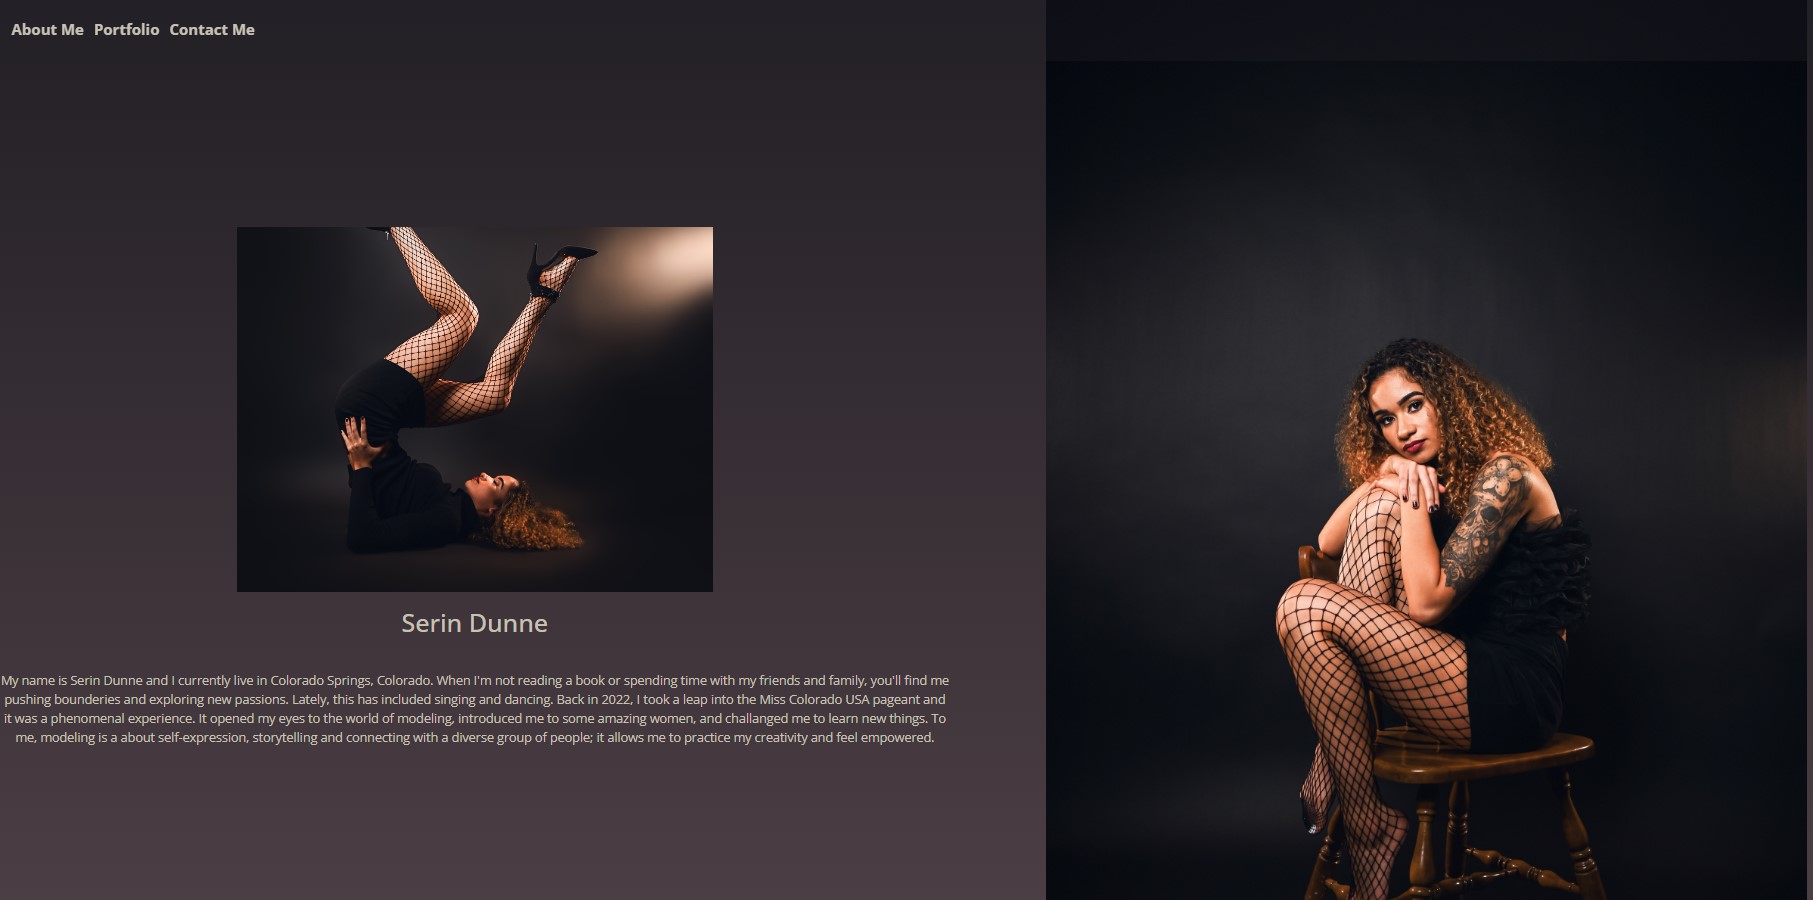 About Me Portfolio Contact Me
Serin Dunne
My name is Serin Dunne and I currently live in Colorado Springs, Colorado. When I'm not reading a book or spending time with my friends and family, you'll find me
pushing bounderies and exploring new passions. Lately, this has included singing and dancing. Back in 2022, I took a leap into the Miss Colorado USA pageant and
it was a phenomenal experience. It opened my eyes to the world of modeling, introduced me to some amazing women, and challanged me to learn new things. To
me, modeling is a about self-expression, storytelling and connecting with a diverse group of people; it allows me to practice my creativity and feel empowered.